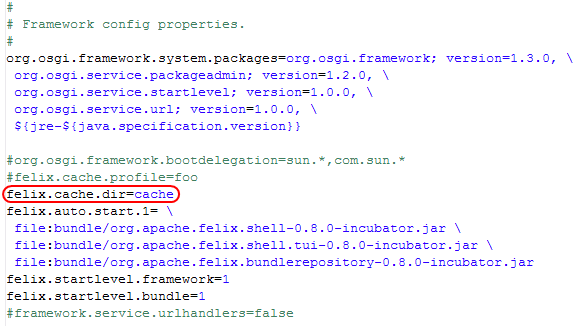 #
# Framework config properties.
#
org.osgi.framework.system.packages=org.osgi.framework; version=1.3.0, \
 org.osgi.service.packageadmin; version=1.2.0, \
 org.osgi.service.startlevel; version=1.0.0, \
 org.osgi.service.url; version=1.0.0, \
 ${jre-${java.specification.version}}

#org.osgi.framework.bootdelegation=sun.*,com.sun.*
#felix.cache.profile=foo
felix.cache.dir=cache
felix.auto.start.1= \
 file:bundle/org.apache.felix.shell-0.8.0-incubator.jar \
 file:bundle/org.apache.felix.shell.tui-0.8.0-incubator.jar \
 file:bundle/org.apache.felix.bundlerepository-0.8.0-incubator.jar
felix.startlevel.framework=1
felix.startlevel.bundle=1
#framework.service.urlhandlers=false